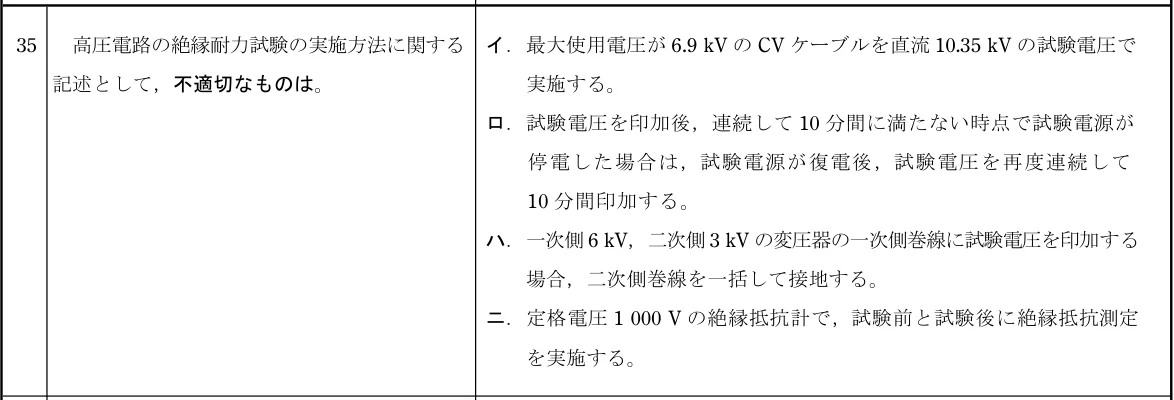 35
高圧電路の絶縁耐力試験の実施方法に関する
記述として，不適切なものは。
イ．最大使用電圧が 6.9 kV の CV ケーブルを直流 10.35 kV の試験電圧で
実施する。
ロ．試験電圧を印加後，連続して 10 分間に満たない時点で試験電源が
停電した場合は，試験電源が復電後，試験電圧を再度連続して
10 分間印加する。
ハ．一次側 6 kV，二次側 3 kV の変圧器の一次側巻線に試験電圧を印加する
場合，二次側巻線を一括して接地する。
ニ．定格電圧 1 000 V の絶縁抵抗計で，試験前と試験後に絶縁抵抗測定
を実施する。